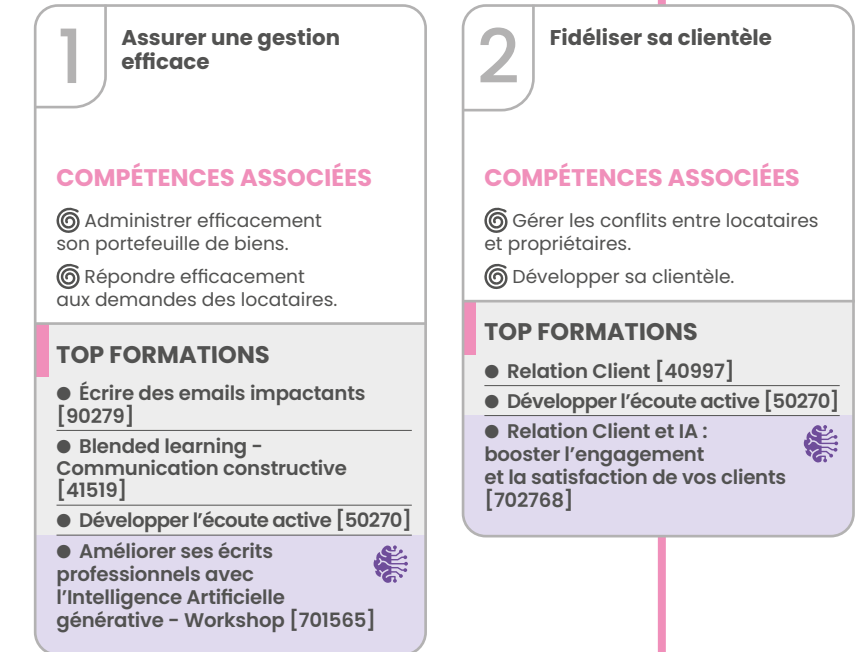 1
Assurer une gestion
efficace
COMPÉTENCES ASSOCIÉES
Administrer efficacement
son portefeuille de biens.
Répondre efficacement
aux demandes des locataires.
TOP FORMATIONS
● Écrire des emails impactants
[90279]
● Blended learning -
Communication constructive
[41519]
● Développer l'écoute active [50270]
● Améliorer ses écrits
professionnels avec
l'Intelligence Artificielle
générative - Workshop [701565]
2
Fidéliser sa clientèle
COMPÉTENCES ASSOCIÉES
Gérer les conflits entre locataires
et propriétaires.
Développer sa clientèle.
TOP FORMATIONS
● Relation Client [40997]
● Développer l'écoute active [50270]
● Relation Client et IA :
booster l'engagement
et la satisfaction de vos clients
[702768]